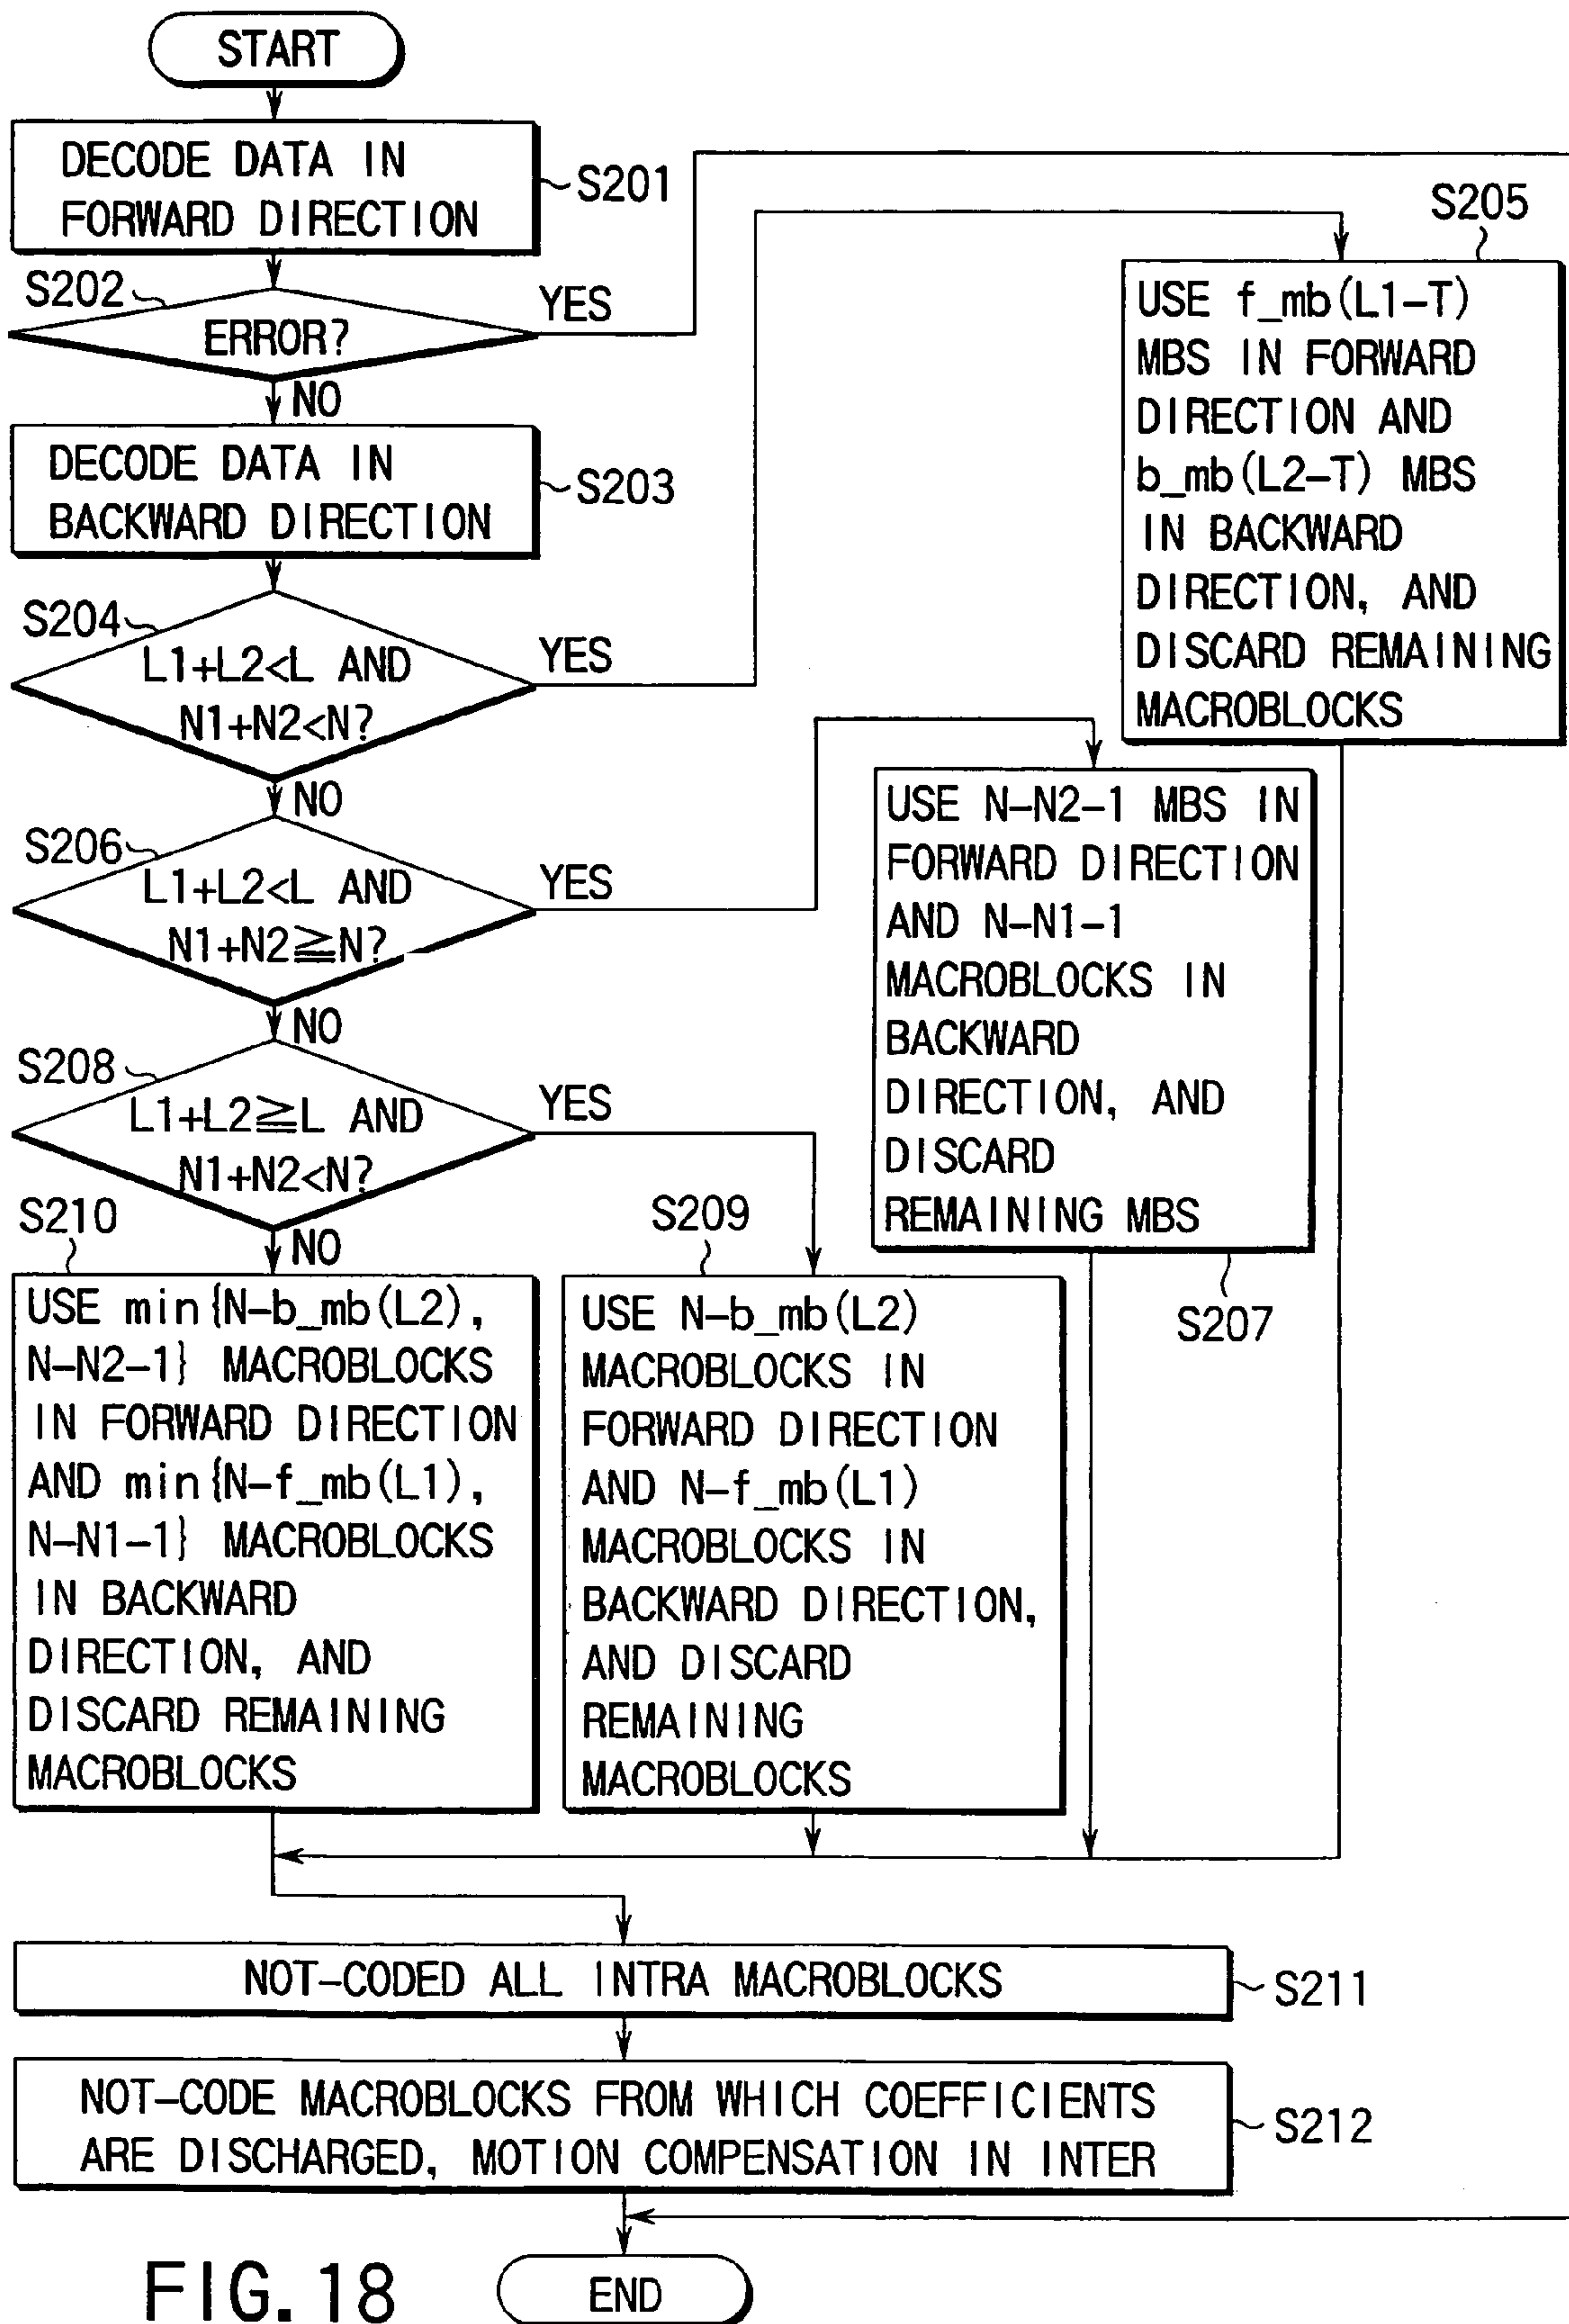 START
DECODE DATA IN
FORWARD DIRECTION
S201
S202
ERROR?
YES
NO
DECODE DATA IN
BACKWARD DIRECTION
S203
S204
L1+L2<L AND
N1+N2<N?
YES
NO
S205
USE f_mb(L1-T)
MBS IN FORWARD
DIRECTION AND
b_mb(L2-T) MBS
IN BACKWARD
DIRECTION, AND
DISCARD REMAINING
MACROBLOCKS
S206
L1+L2<L AND
N1+N2≧N?
YES
NO
USE N-N2-1 MBS IN
FORWARD DIRECTION
AND N-N1-1
MACROBLOCKS IN
BACKWARD
DIRECTION, AND
DISCARD
REMAINING MBS
S207
S208
L1+L2≧L AND
N1+N2<N?
YES
NO
S210
USE min{N-b_mb(L2),
N-N2-1} MACROBLOCKS
IN FORWARD DIRECTION
AND min{N-f_mb(L1),
N-N1-1} MACROBLOCKS
IN BACKWARD
DIRECTION, AND
DISCARD REMAINING
MACROBLOCKS
S209
USE N-b_mb(L2)
MACROBLOCKS IN
FORWARD DIRECTION
AND N-f_mb(L1)
MACROBLOCKS IN
BACKWARD DIRECTION,
AND DISCARD
REMAINING
MACROBLOCKS
NOT-CODED ALL INTRA MACROBLOCKS
S211
NOT-CODE MACROBLOCKS FROM WHICH COEFFICIENTS
ARE DISCHARGED, MOTION COMPENSATION IN INTER
S212
END
FIG. 18